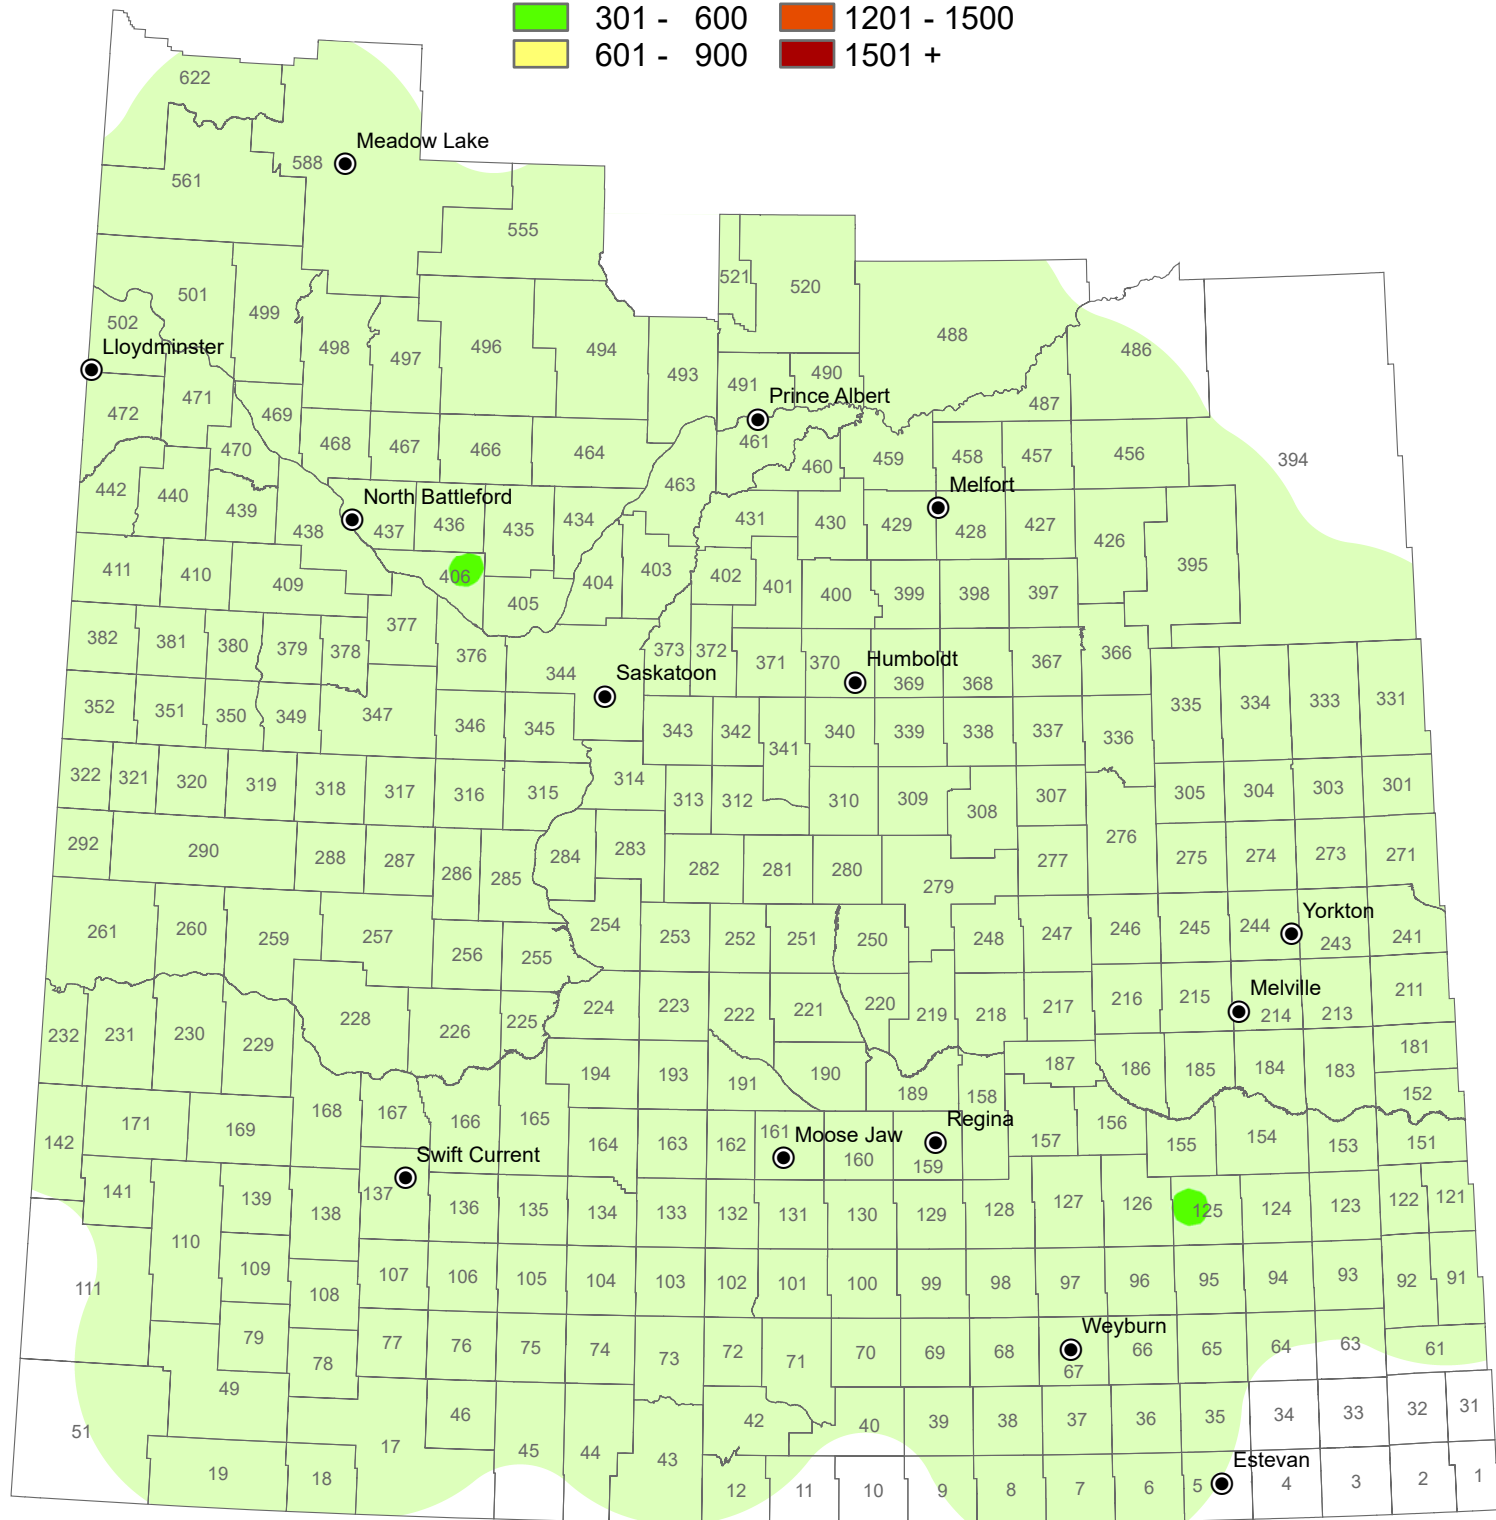 301 - 600 1201 - 1500
601 - 900 1501 +
622
Meadow Lake
588
561
555
521 520
501
499
502
488
486
Lloydminster
498 497 496 494
493
491 490
Prince Albert
472 471 469
487
461
470 468 467 466 464
460 459 458 457 456
394
463
Melfort
442 440 439
North Battleford
438 437 436 435 434
431 430 429 428 427
426
395
411 410 409
406
405 404 403
402 401 400 399 398 397
382 381 380 379 378 377
376
344
Saskatoon
373 372 371 370
Humboldt
369 368 367 366
352 351 350 349 347 346 345
343 342 341 340 339 338 337 336
335 334 333 331
322 321 320 319 318 317 316 315
314 313 312 310 309 308 307
305 304 303 301
292 290 288 287 286 285 284 283
282 281 280 279 277 276
275 274 273 271
261 260 259 257 256 255 254
253 252 251 250 248 247 246 245 244
Yorkton
243 241
232 231 230 229 228 226 225 224
223 222 221 220 219 218 217 216 215
Melville
214 213 211
194 193 191 190 189
187 186 185 184 183 181
158
152
142 171 169 168 167 166 165 164
163 162 161
Moose Jaw
160
Regina
159
157 156 155 154 153 151
141 139 138 137
Swift Current
136 135 134 133 132 131 130 129 128 127 126 125 124 123 122 121
110
111 109 108 107 106 105 104 103 102 101 100 99 98 97 96 95 94 93 92 91
79 78 77 76 75 74 73 72 71 70 69 68
Weyburn
67
66 65 64 63 61
51 49
46
42 40 39 38 37 36 35 34 33 32 31
19 18 17 45 44 43
12 11 10 9 8 7 6 5
Estevan
4 3 2 1